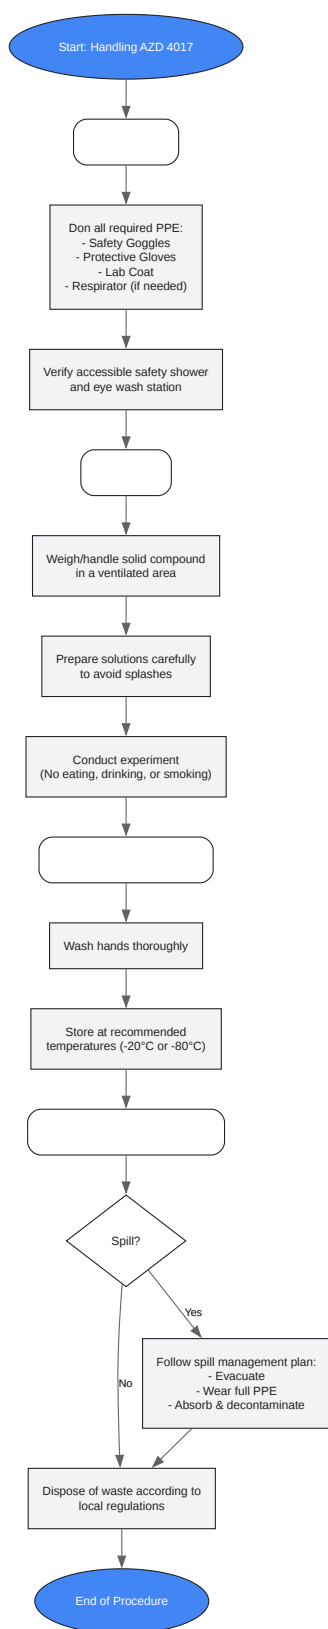 Start: Handling AZD 4017
Don all required PPE:
- Safety Goggles
- Protective Gloves
- Lab Coat
- Respirator (if needed)
Verify accessible safety shower
and eye wash station
Weigh/handle solid compound
in a ventilated area
Prepare solutions carefully
to avoid splashes
Conduct experiment
(No eating, drinking, or smoking)
Wash hands thoroughly
Store at recommended
temperatures (-20°C or -80°C)
Spill?
Yes
Follow spill management plan:
- Evacuate
- Wear full PPE
- Absorb & decontaminate
No
Dispose of waste according to
local regulations
End of Procedure